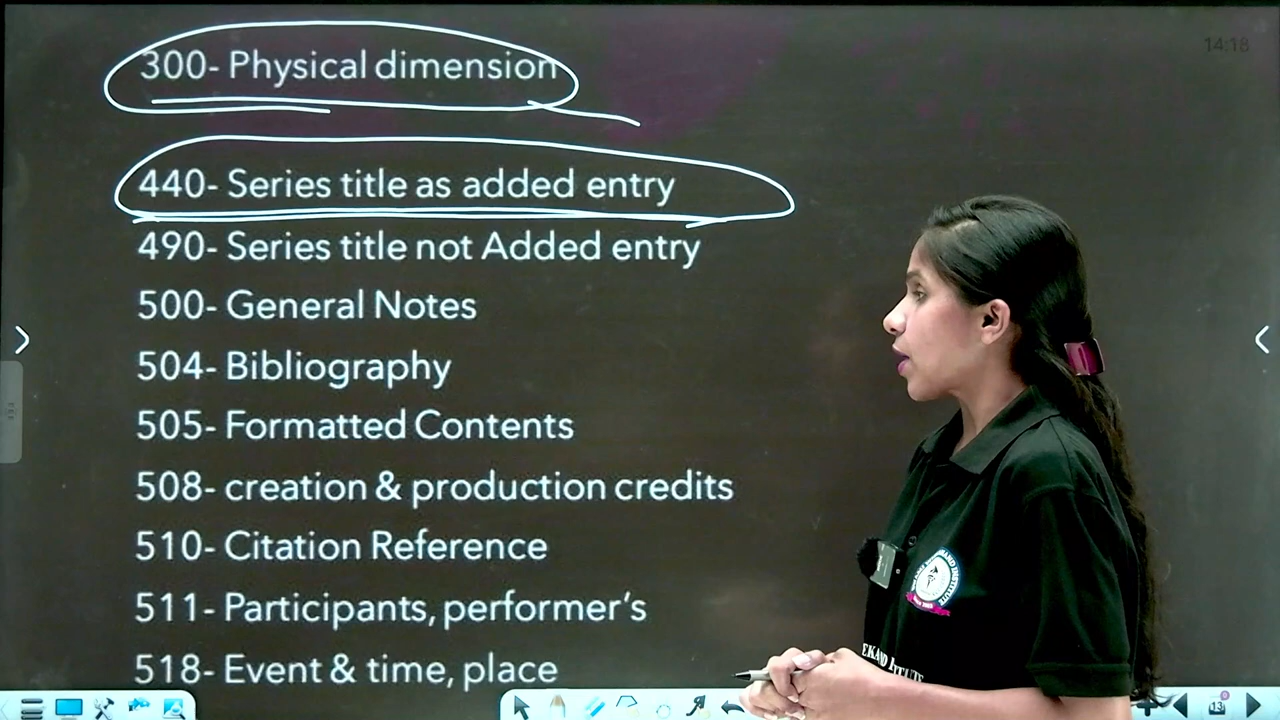 14:18
300- Physical dimension
440- Series title as added entry
490- Series title not Added entry
500- General Notes
504- Bibliography
505- Formatted Contents
508- creation & production credits
510- Citation Reference
511- Participants, performer's
518- Event & time, place
13